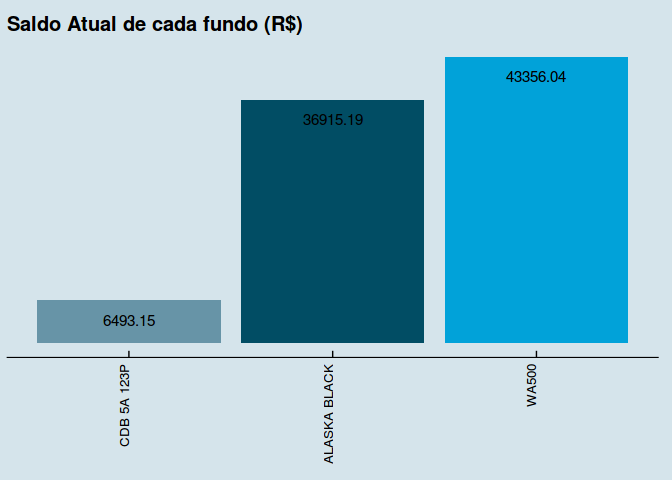 Saldo Atual de cada fundo (R$)
43356.04
36915.19
6493.15
CDB 5A 123P
ALASKA BLACK
WA500